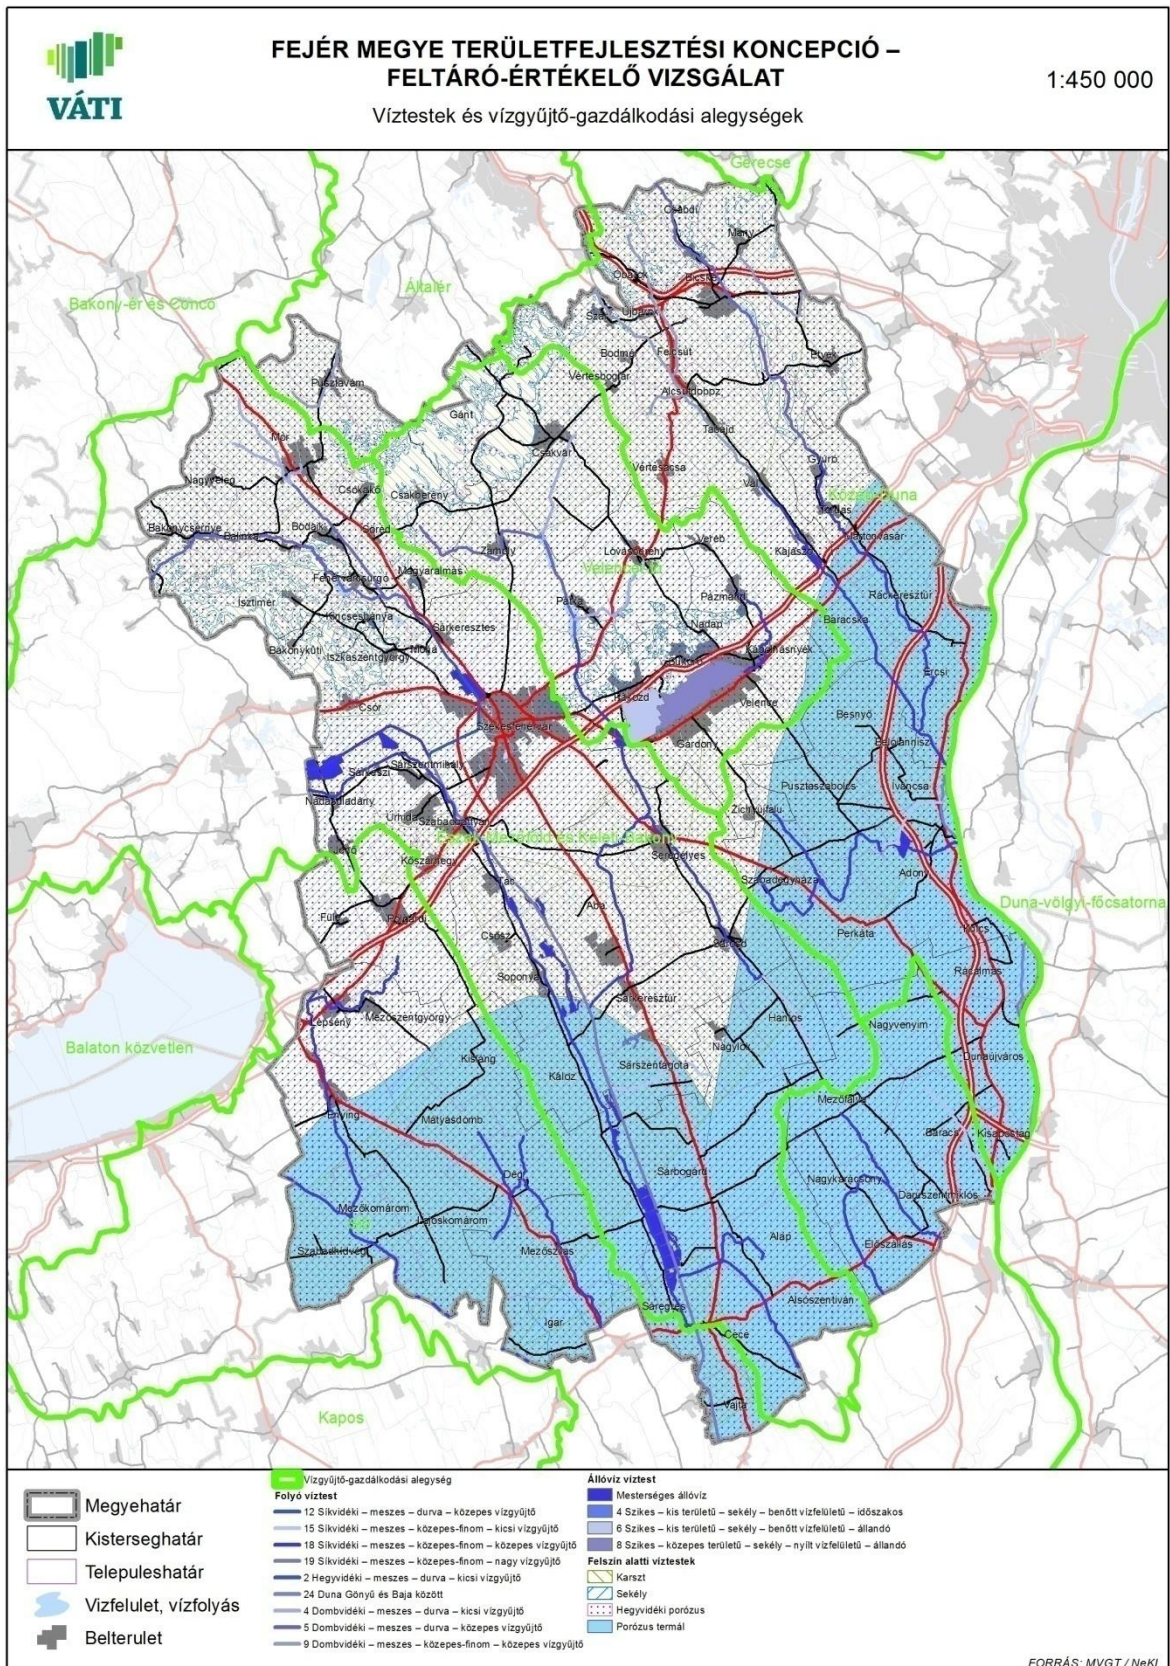 VÁTI
FEJÉR MEGYE TERÜLETFEJLESZTÉSI KONCEPCIÓ –
FELTÁRÓ-ÉRTÉKELŐ VIZSGÁLAT
Víztestek és vízgyűjtő-gazdálkodási alegységek
1:450 000
Gerecse
Csabdi
Mány
Bakony-ér és Concó
Általér
Óbarok
Bicske
Szár
Újbarok
Bodmér
Felcsút
Etyek
Vértesboglár
Alcsútdoboz
Pusztavám
Gánt
Tabajd
Mór
Csákvár
Gyúró
Vértesacsa
Nagyveleg
Csókakő
Csákberény
Vál
Közép-Duna
Tordas
Bakonycsernye
Balinka
Bodajk
Söréd
Zámoly
Lovasberény
Vereb
Kajászó
Martonvásár
Velencei-tó
Fehérvárcsurgó
Magyaralmás
Isztimér
Pátka
Pázmánd
Ráckeresztúr
Kincsesbánya
Sárkeresztes
Nadap
Baracska
Bakonykúti
Iszkaszentgyörgy
Moha
Sukoró
Kápolnásnyék
Ercsi
Csór
Pákozd
Velence
Besnyő
Székesfehérvár
Gárdony
Beloiannisz
Sárkeszi
Sárszentmihály
Pusztaszabolcs
Iváncsa
Nádasdladány
Zichyújfalu
Úrhida
Szabadbattyán
Jenő
Seregélyes
Kőszárhegy
Adony
Tác
Szabadegyháza
Duna-völgyi-főcsatorna
Füle
Polgárdi
Aba
Perkáta
Kulcs
Csősz
Sárosd
Rácalmás
Soponya
Sárkeresztúr
Lepsény
Mezőszentgyörgy
Hantos
Nagyvenyim
Balaton közvetlen
Nagylók
Dunaújváros
Kisláng
Sárszentágota
Káloz
Enying
Mátyásdomb
Mezőfalva
Baracs
Kisapostag
Sárbogárd
Dég
Nagykarácsony
Daruszentmiklós
Mezőkomárom
Sió
Lajoskomárom
Alap
Szabadhídvég
Mezőszilas
Előszállás
Alsószentiván
Sáregres
Igar
Cece
Kapos
Vajta
Megyehatár
Kisterseghatár
Telepuleshatár
Vizfelulet, vízfolyás
Belterulet
Vízgyűjtő-gazdálkodási alegység
Folyó víztest
12 Síkvidéki – meszes – durva – közepes vízgyűjtő
15 Síkvidéki – meszes – közepes-finom – kicsi vízgyűjtő
18 Síkvidéki – meszes – közepes-finom – közepes vízgyűjtő
19 Síkvidéki – meszes – közepes-finom – nagy vízgyűjtő
2 Hegyvidéki – meszes – durva – kicsi vízgyűjtő
24 Duna Gönyű és Baja között
4 Dombvidéki – meszes – durva – kicsi vízgyűjtő
5 Dombvidéki – meszes – durva – közepes vízgyűjtő
9 Dombvidéki – meszes – közepes-finom – közepes vízgyűjtő
Állóvíz víztest
Mesterséges állóvíz
4 Szikes – kis területű – sekély – benőtt vízfelületű – időszakos
6 Szikes – kis területű – sekély – benőtt vízfelületű – állandó
8 Szikes – közepes területű – sekély – nyílt vízfelületű – állandó
Felszín alatti víztestek
Karszt
Sekély
Hegyvidéki porózus
Porózus termál
FORRÁS: MVGT / NeKI